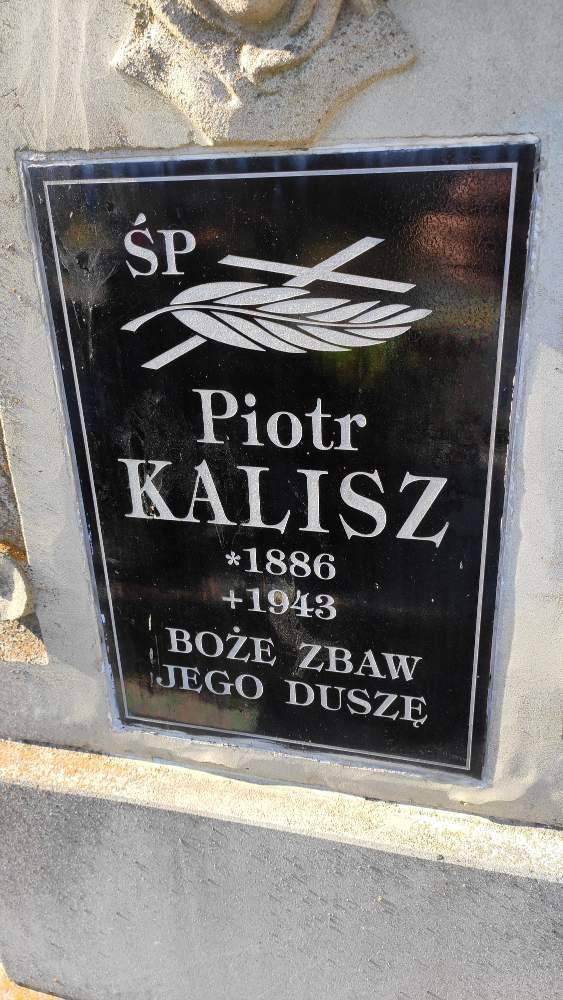 ŚP
Piotr
KALISZ
*1886
+1943
BOŻE ZBAW
JEGO DUSZĘ